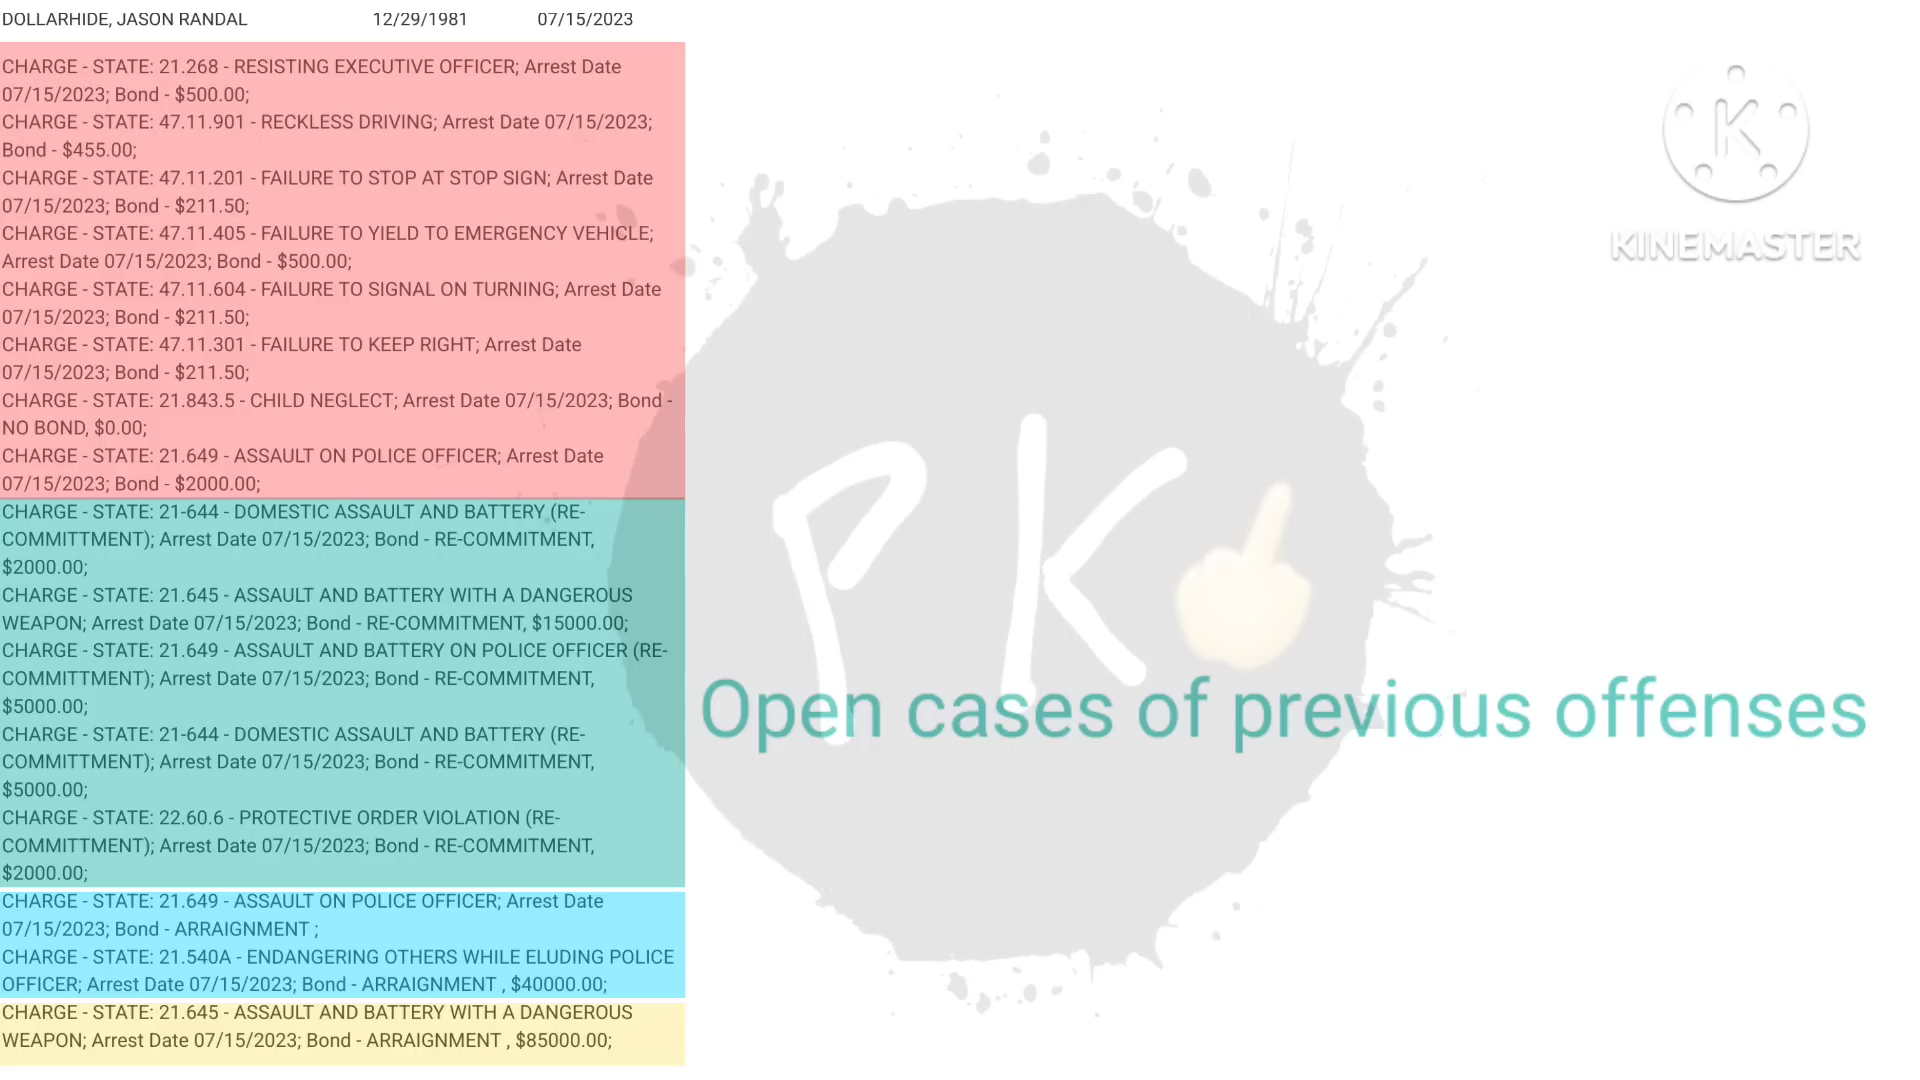 DOLLARHIDE, JASON RANDAL 12/29/1981 07/15/2023
CHARGE - STATE: 21.268 - RESISTING EXECUTIVE OFFICER; Arrest Date
07/15/2023; Bond - $500.00;
CHARGE - STATE: 47.11.901 - RECKLESS DRIVING; Arrest Date 07/15/2023;
Bond - $455.00;
CHARGE - STATE: 47.11.201 - FAILURE TO STOP AT STOP SIGN; Arrest Date
07/15/2023; Bond - $211.50;
CHARGE - STATE: 47.11.405 - FAILURE TO YIELD TO EMERGENCY VEHICLE;
Arrest Date 07/15/2023; Bond - $500.00;
CHARGE - STATE: 47.11.604 - FAILURE TO SIGNAL ON TURNING; Arrest Date
07/15/2023; Bond - $211.50;
CHARGE - STATE: 47.11.301 - FAILURE TO KEEP RIGHT; Arrest Date
07/15/2023; Bond - $211.50;
CHARGE - STATE: 21.843.5 - CHILD NEGLECT; Arrest Date 07/15/2023; Bond -
NO BOND, $0.00;
CHARGE - STATE: 21.649 - ASSAULT ON POLICE OFFICER; Arrest Date
07/15/2023; Bond - $2000.00;
CHARGE - STATE: 21-644 - DOMESTIC ASSAULT AND BATTERY (RE-
COMMITTMENT); Arrest Date 07/15/2023; Bond - RE-COMMITMENT,
$2000.00;
CHARGE - STATE: 21.645 - ASSAULT AND BATTERY WITH A DANGEROUS
WEAPON; Arrest Date 07/15/2023; Bond - RE-COMMITMENT, $15000.00;
CHARGE - STATE: 21.649 - ASSAULT AND BATTERY ON POLICE OFFICER (RE-
COMMITTMENT); Arrest Date 07/15/2023; Bond - RE-COMMITMENT,
$5000.00;
CHARGE - STATE: 21-644 - DOMESTIC ASSAULT AND BATTERY (RE-
COMMITTMENT); Arrest Date 07/15/2023; Bond - RE-COMMITMENT,
$5000.00;
CHARGE - STATE: 22.60.6 - PROTECTIVE ORDER VIOLATION (RE-
COMMITTMENT); Arrest Date 07/15/2023; Bond - RE-COMMITMENT,
$2000.00;
CHARGE - STATE: 21.649 - ASSAULT ON POLICE OFFICER; Arrest Date
07/15/2023; Bond - ARRAIGNMENT ;
CHARGE - STATE: 21.540A - ENDANGERING OTHERS WHILE ELUDING POLICE
OFFICER; Arrest Date 07/15/2023; Bond - ARRAIGNMENT , $40000.00;
CHARGE - STATE: 21.645 - ASSAULT AND BATTERY WITH A DANGEROUS
WEAPON; Arrest Date 07/15/2023; Bond - ARRAIGNMENT , $85000.00;
K
KINEMASTER
PK
Open cases of previous offenses